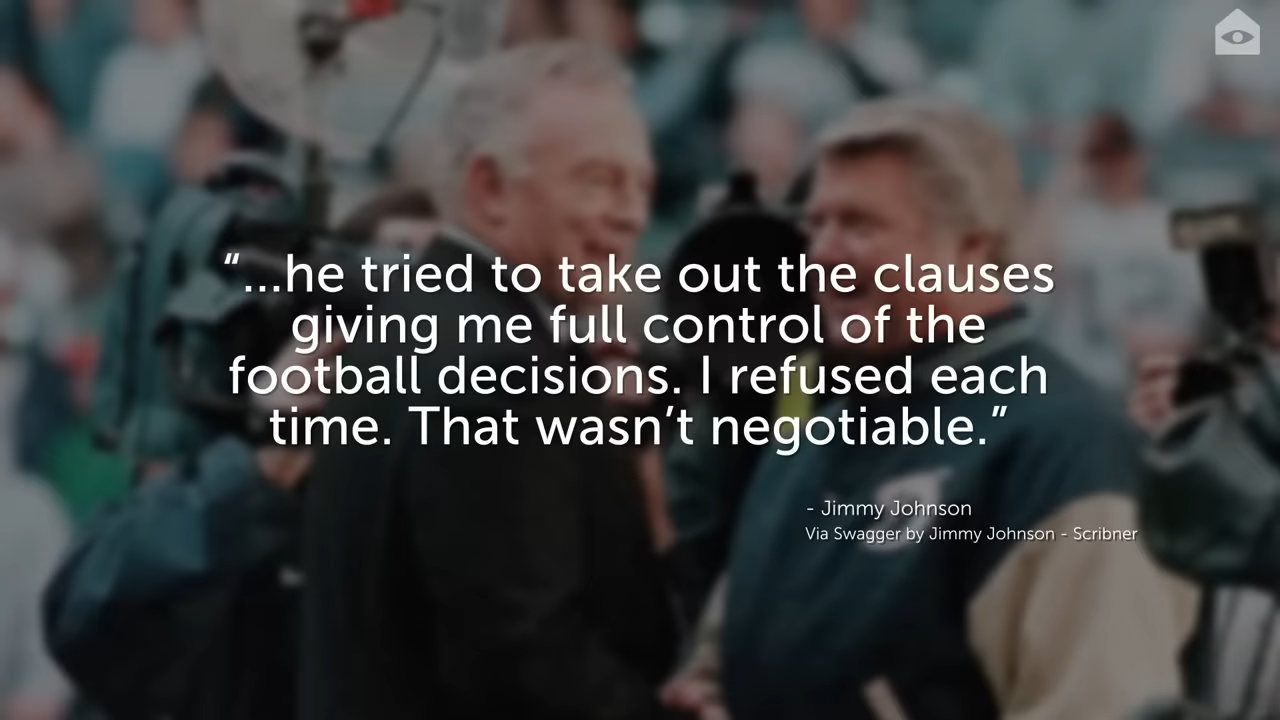 “...he tried to take out the clauses
giving me full control of the
football decisions. I refused each
time. That wasn’t negotiable.”
- Jimmy Johnson
Via Swagger by Jimmy Johnson - Scribner